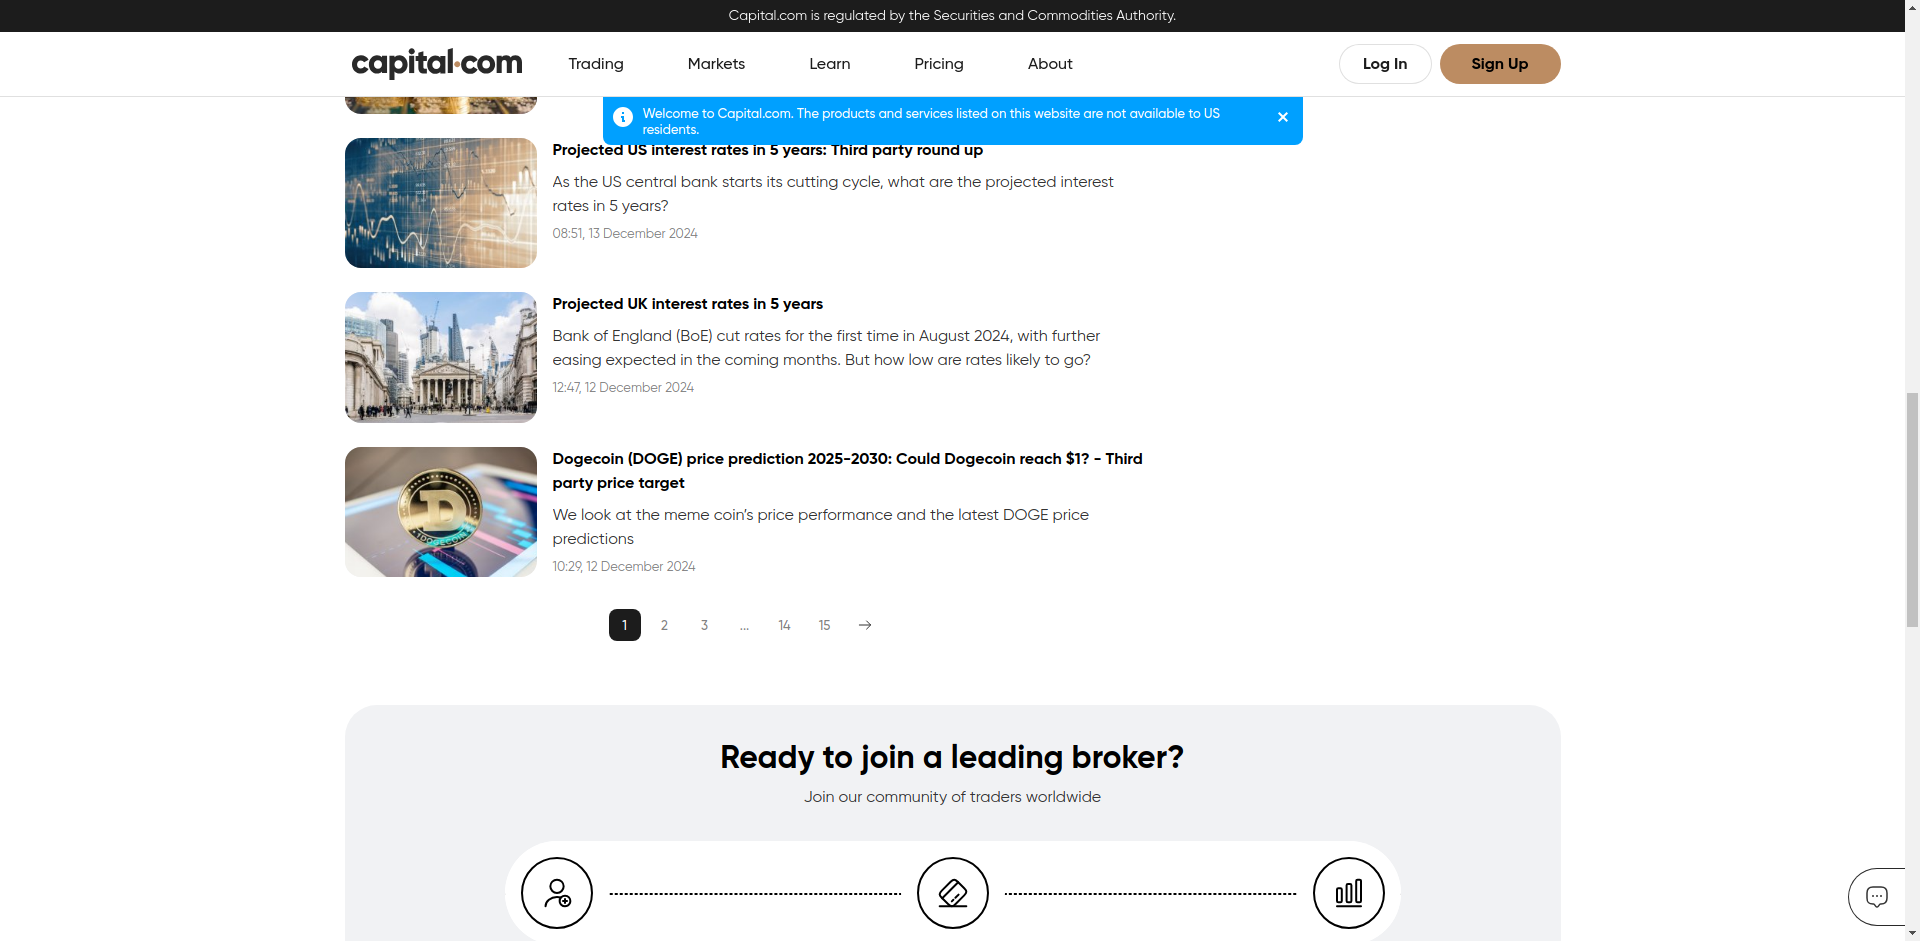 Capital.com is regulated by the Securities and Commodities Authority.
capital.com
Trading
Markets
Learn
Pricing
About
Log In
Sign Up
Welcome to Capital.com. The products and services listed on this website are not available to US
residents.
Projected US interest rates in 5 years: Third party round up
As the US central bank starts its cutting cycle, what are the projected interest
rates in 5 years?
08:51, 13 December 2024
Projected UK interest rates in 5 years
Bank of England (BoE) cut rates for the first time in August 2024, with further
easing expected in the coming months. But how low are rates likely to go?
12:47, 12 December 2024
Dogecoin (DOGE) price prediction 2025-2030: Could Dogecoin reach $1? - Third
party price target
We look at the meme coin’s price performance and the latest DOGE price
predictions
10:29, 12 December 2024
1 2 3 ... 14 15
Ready to join a leading broker?
Join our community of traders worldwide